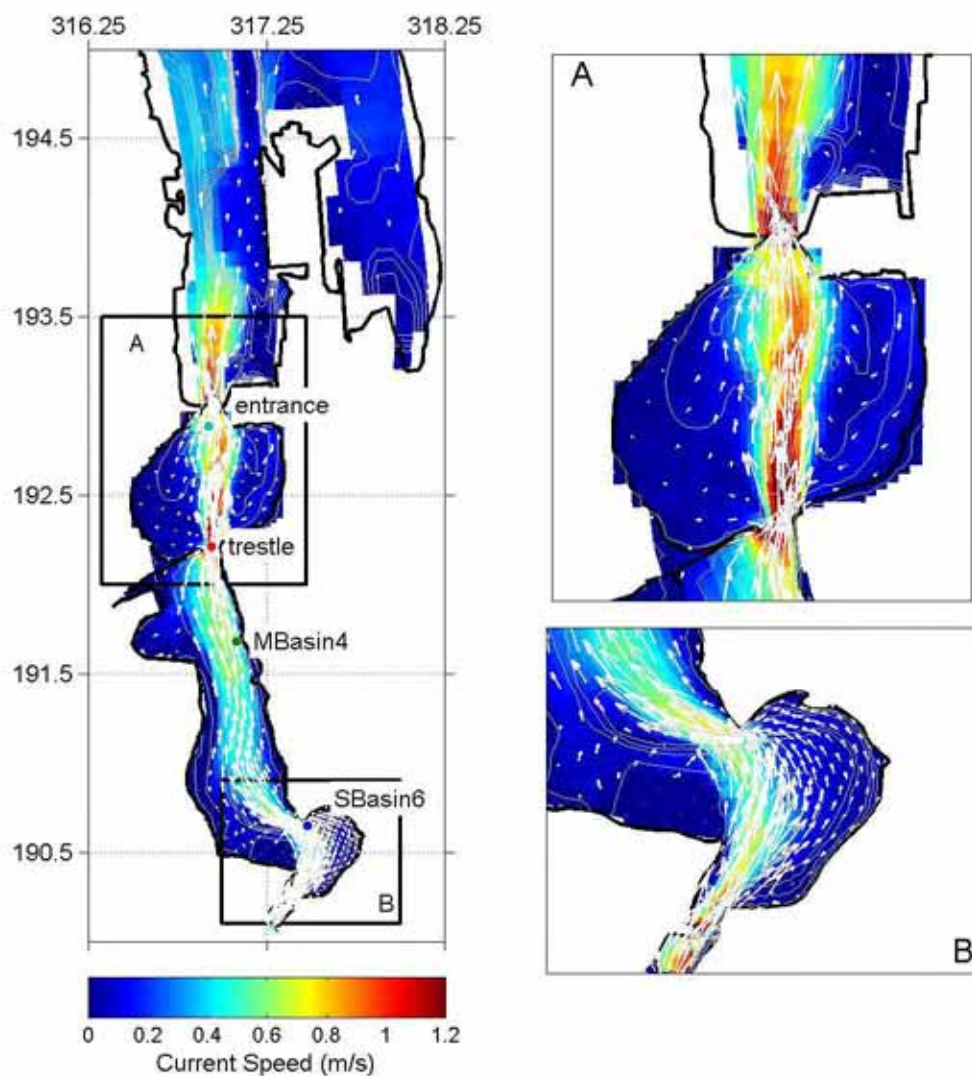 316.25 317.25 318.25
194.5
193.5
192.5
191.5
190.5
A
entrance
trestle
MBasin4
SBasin6
B
0 0.2 0.4 0.6 0.8 1 1.2
Current Speed (m/s)
A
B